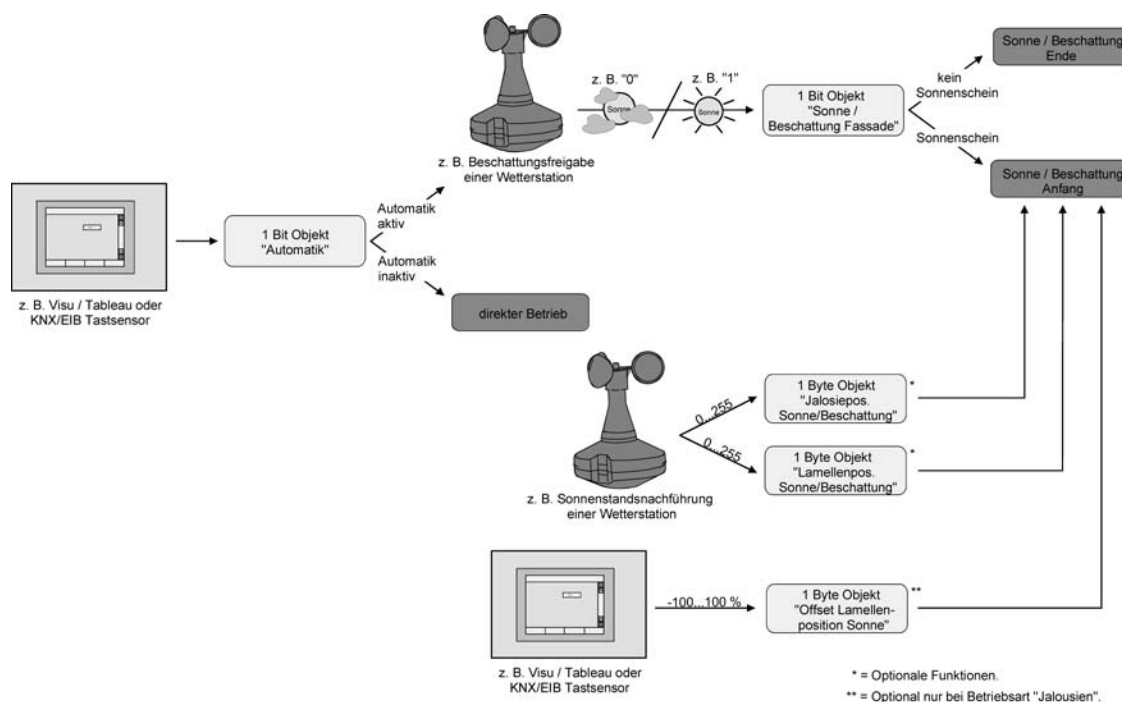 z. B. "0"
z. B. "1"
Sonne
Sonne
z. B. Beschattungsfreigabe
einer Wetterstation
1 Bit Objekt
"Sonne /
Beschattung Fassade"
kein
Sonnenschein
Sonnenschein
Sonne / Beschattung
Ende
Sonne / Beschattung
Anfang
z. B. Visu / Tableau oder
KNX/EIB Tastsensor
1 Bit Objekt
"Automatik"
Automatik
aktiv
Automatik
inaktiv
direkter Betrieb
z. B. Sonnenstandsnachführung
einer Wetterstation
0...255
0...255
1 Byte Objekt
"Jalosiepos.
Sonne/Beschattung"
*
1 Byte Objekt
"Lamellenpos.
Sonne/Beschattung"
*
z. B. Visu / Tableau oder
KNX/EIB Tastsensor
-100...100 %
1 Byte Objekt
"Offset Lamellen-
position Sonne"
**
* = Optionale Funktionen.
** = Optional nur bei Betriebsart "Jalousien".